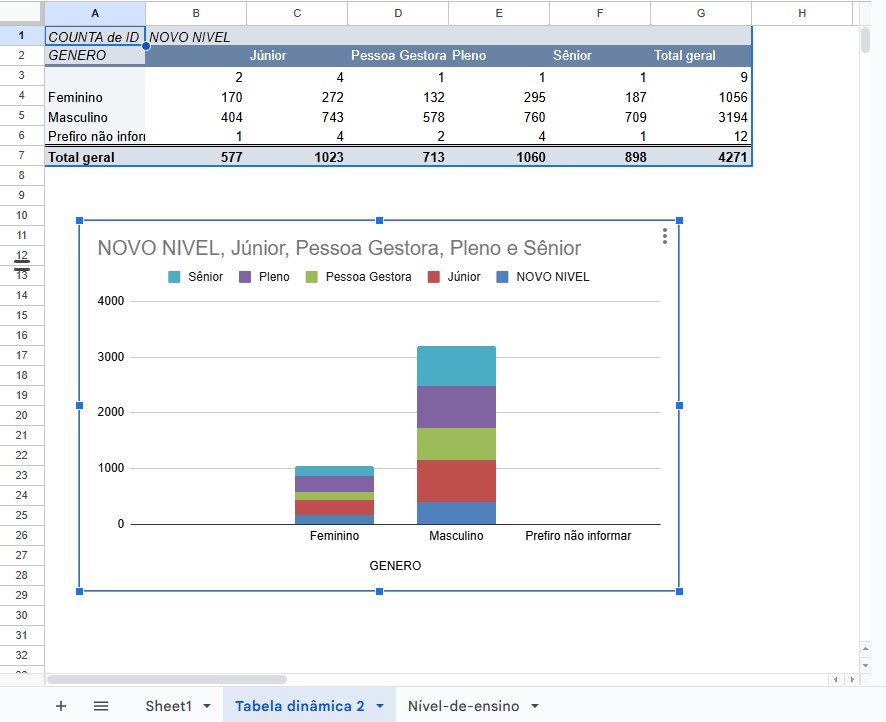 A B C D E F G H
1 COUNTA de ID NOVO NIVEL
2 GENERO Júnior Pessoa Gestora Pleno Sênior Total geral
3 2 4 1 1 1 9
4 Feminino 170 272 132 295 187 1056
5 Masculino 404 743 578 760 709 3194
6 Prefiro não infor 1 4 2 4 1 12
7 Total geral 577 1023 713 1060 898 4271
8
9
10
11
12
13
14
15
16
17
18
19
20
21
22
23
24
25
26
27
28
29
30
31
32
NOVO NIVEL, Júnior, Pessoa Gestora, Pleno e Sênior
Sênior Pleno Pessoa Gestora Júnior NOVO NIVEL
4000
3000
2000
1000
0
Feminino Masculino Prefiro não informar
GENERO
Sheet1 Tabela dinâmica 2 Nível-de-ensino